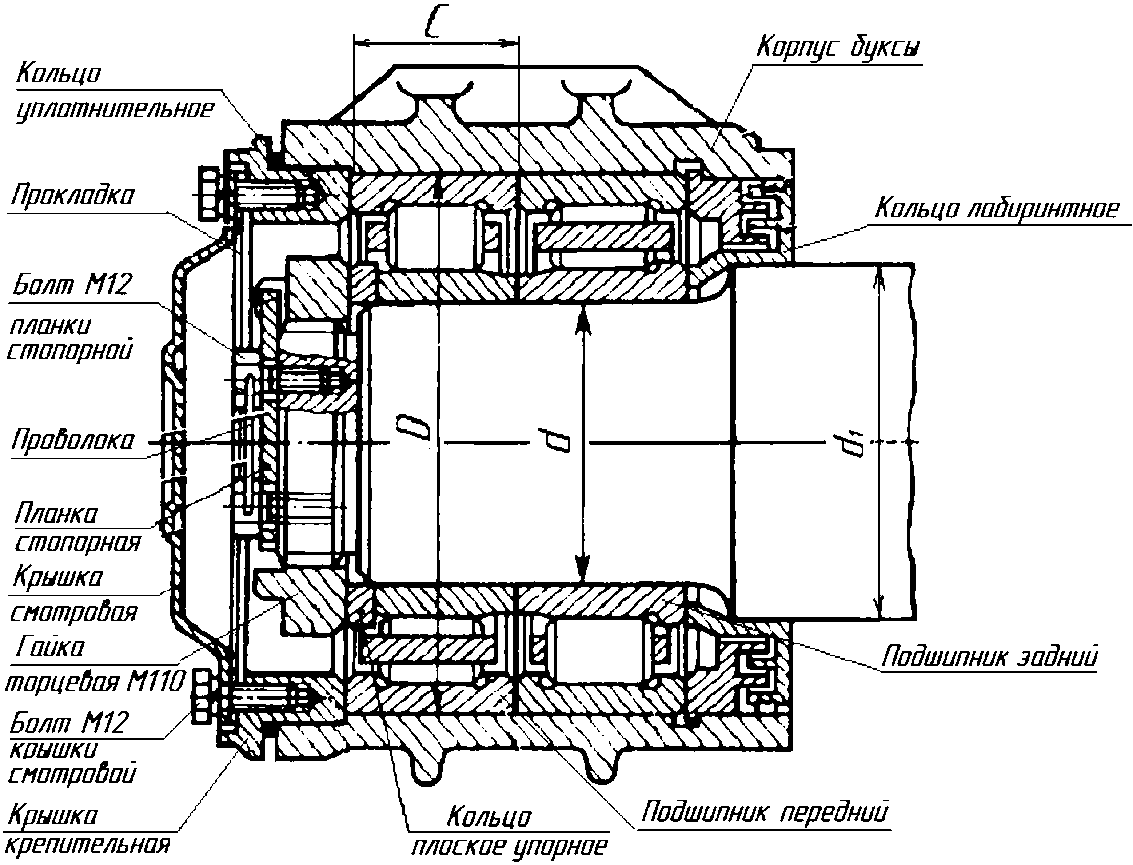 C
Корпус буксы
Кольцо
уплотнительное
Прокладка
Кольцо лабиринтное
Болт М12
планки
стопорной
Проволока
D
d
d₁
Планка
стопорная
Крышка
смотровая
Гайка
торцевая М110
Подшипник задний
Болт М12
крышки
смотровой
Крышка
крепительная
Кольцо
плоское упорное
Подшипник передний